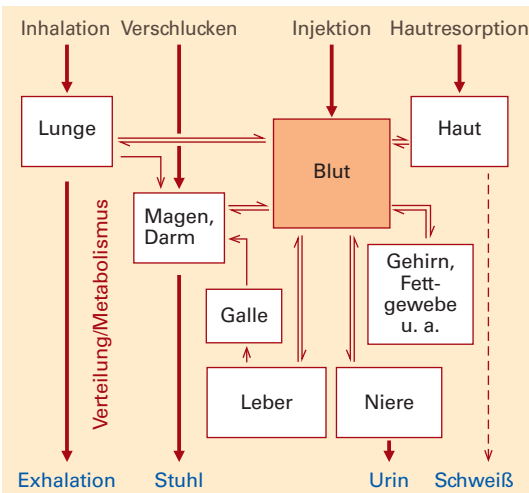 Inhalation Verschlucken Injektion Hautresorption
Lunge
Blut
Haut
Magen,
Darm
Verteilung/Metabolismus
Gehirn,
Fett-
gewebe
u. a.
Galle
Leber
Niere
Exhalation Stuhl Urin Schweiß